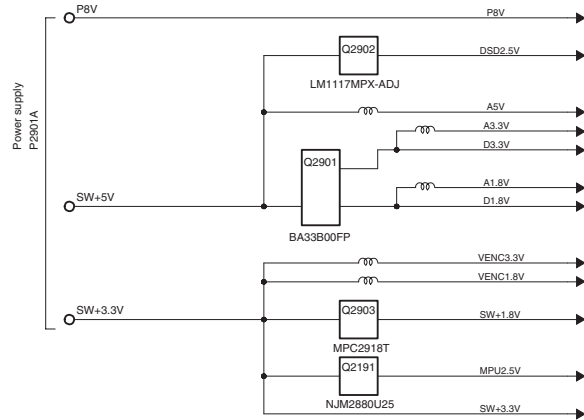 P8V
P8V
Q2902
DSD2.5V
LM1117MPX-ADJ
A5V
A3.3V
Q2901
D3.3V
A1.8V
SW+5V
D1.8V
BA33B00FP
Power supply
P2901A
VENC3.3V
VENC1.8V
Q2903
SW+3.3V
SW+1.8V
MPC2918T
Q2191
MPU2.5V
NJM2880U25
SW+3.3V